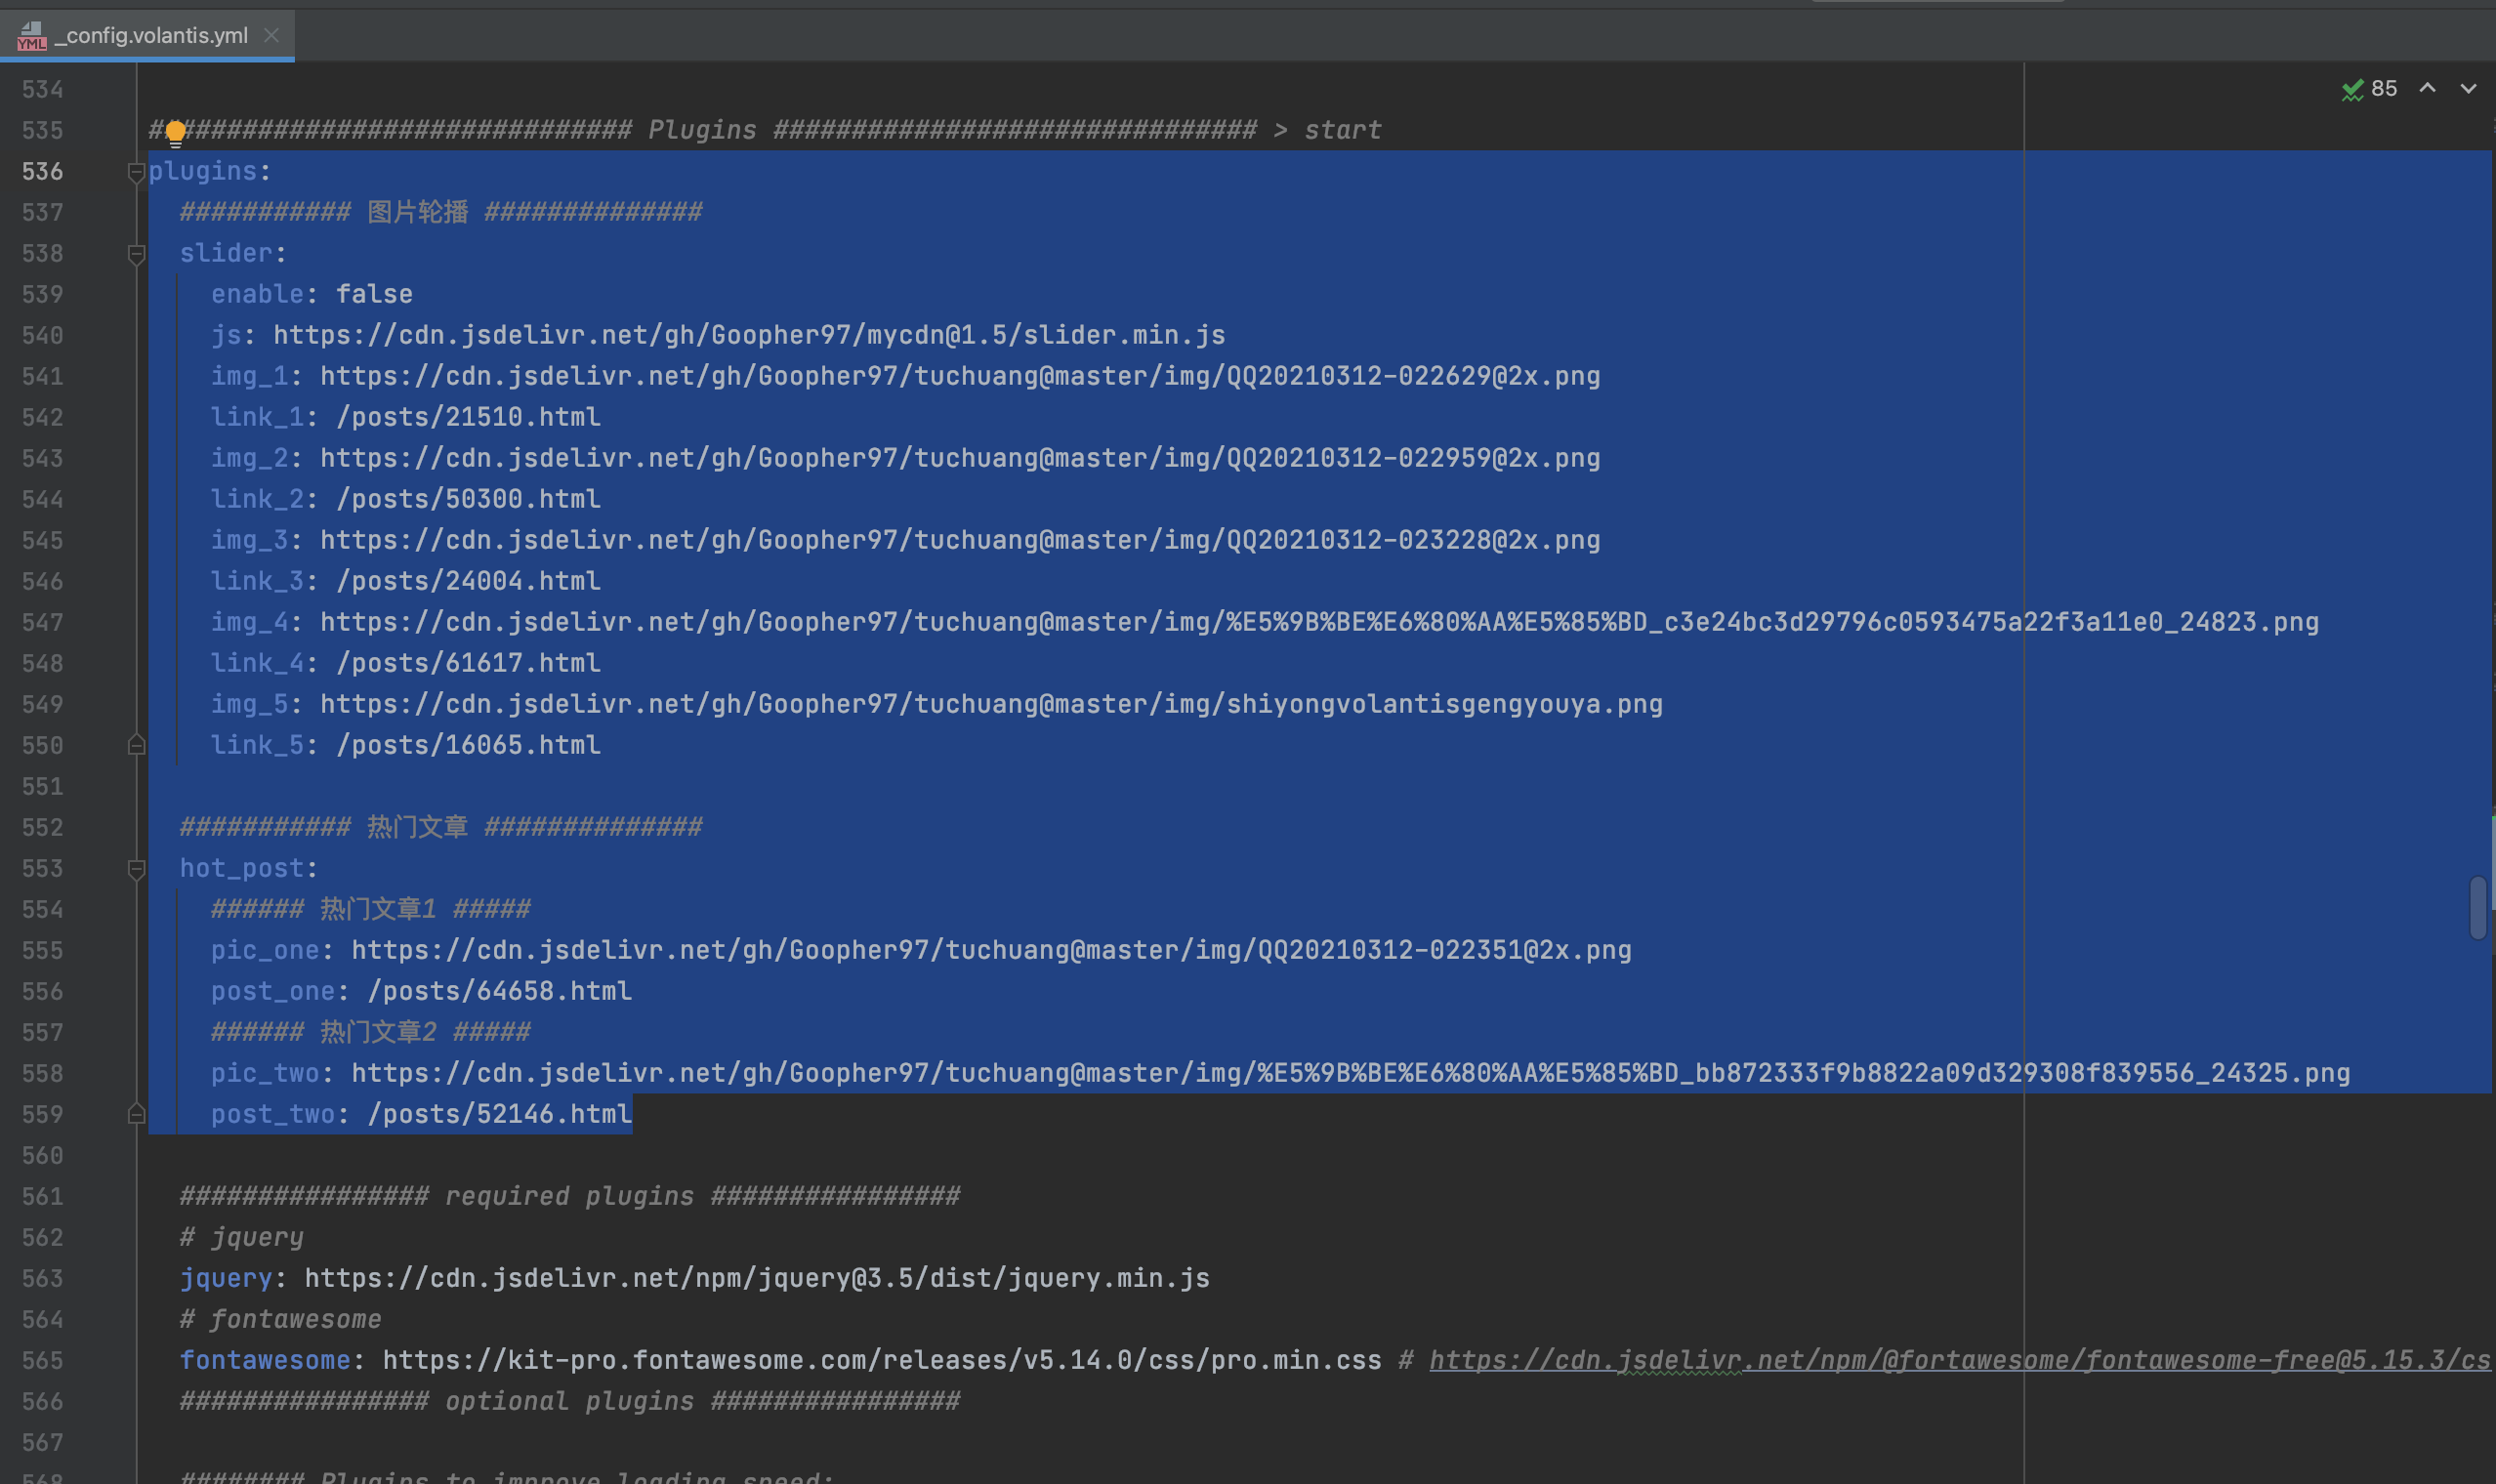 YML _config.volantis.yml
85
534
535 ############################### Plugins ############################### > start
536 plugins:
537 ########### 图片轮播 ##############
538 slider:
539 enable: false
540 js: https://cdn.jsdelivr.net/gh/Goopher97/mycdn@1.5/slider.min.js
541 img_1: https://cdn.jsdelivr.net/gh/Goopher97/tuchuang@master/img/QQ20210312-022629@2x.png
542 link_1: /posts/21510.html
543 img_2: https://cdn.jsdelivr.net/gh/Goopher97/tuchuang@master/img/QQ20210312-022959@2x.png
544 link_2: /posts/50300.html
545 img_3: https://cdn.jsdelivr.net/gh/Goopher97/tuchuang@master/img/QQ20210312-023228@2x.png
546 link_3: /posts/24004.html
547 img_4: https://cdn.jsdelivr.net/gh/Goopher97/tuchuang@master/img/%E5%9B%BE%E6%80%AA%E5%85%BD_c3e24bc3d29796c0593475a22f3a11e0_24823.png
548 link_4: /posts/61617.html
549 img_5: https://cdn.jsdelivr.net/gh/Goopher97/tuchuang@master/img/shiyongvolantisgengyouya.png
550 link_5: /posts/16065.html
551
552 ########### 热门文章 ##############
553 hot_post:
554 ###### 热门文章1 #####
555 pic_one: https://cdn.jsdelivr.net/gh/Goopher97/tuchuang@master/img/QQ20210312-022351@2x.png
556 post_one: /posts/64658.html
557 ###### 热门文章2 #####
558 pic_two: https://cdn.jsdelivr.net/gh/Goopher97/tuchuang@master/img/%E5%9B%BE%E6%80%AA%E5%85%BD_bb872333f9b8822a09d329308f839556_24325.png
559 post_two: /posts/52146.html
560
561 ################ required plugins ################
562 # jquery
563 jquery: https://cdn.jsdelivr.net/npm/jquery@3.5/dist/jquery.min.js
564 # fontawesome
565 fontawesome: https://kit-pro.fontawesome.com/releases/v5.14.0/css/pro.min.css # https://cdn.jsdelivr.net/npm/@fortawesome/fontawesome-free@5.15.3/cs
566 ################ optional plugins ################
567
568 ######## Plugins to improve loading speed: